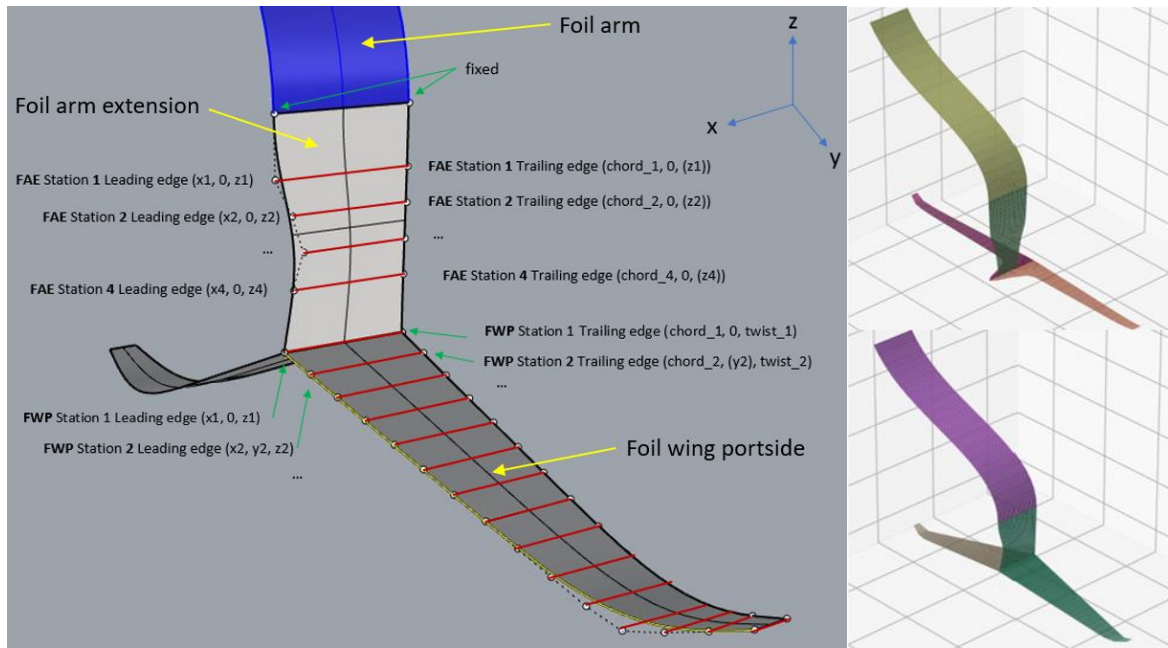 Foil arm
fixed
Foil arm extension
z
x
y
FAE Station 1 Leading edge (x1, 0, z1)
FAE Station 1 Trailing edge (chord_1, 0, (z1))
FAE Station 2 Leading edge (x2, 0, z2)
FAE Station 2 Trailing edge (chord_2, 0, (z2))
...
...
FAE Station 4 Leading edge (x4, 0, z4)
FAE Station 4 Trailing edge (chord_4, 0, (z4))
FWP Station 1 Trailing edge (chord_1, 0, twist_1)
FWP Station 2 Trailing edge (chord_2, (y2), twist_2)
...
FWP Station 1 Leading edge (x1, 0, z1)
FWP Station 2 Leading edge (x2, y2, z2)
...
Foil wing portside